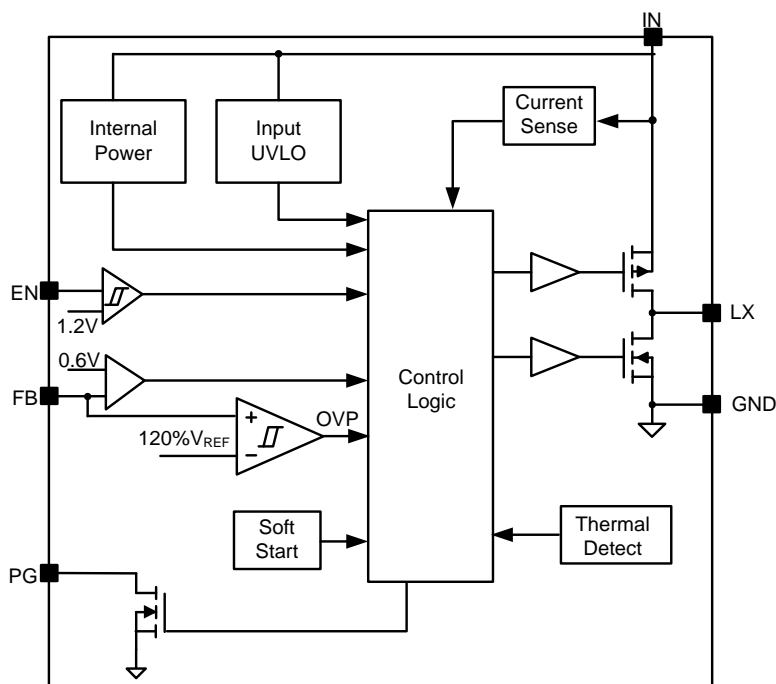 IN
Internal
Power
Input
UVLO
Current
Sense
EN
1.2V
LX
0.6V
FB
Control
Logic
GND
+
OVP
120%VREF
−
Soft
Start
Thermal
Detect
PG